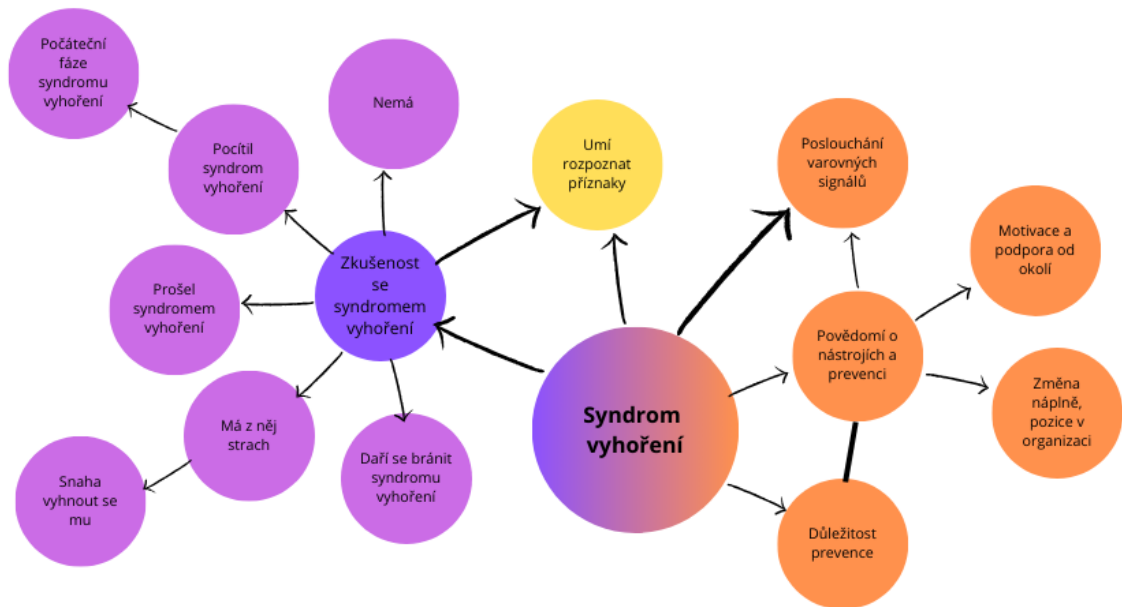 Počáteční
fáze
syndromu
vyhoření
Nemá
Pocítil
syndrom
vyhoření
Umí
rozpoznat
příznaky
Poslouchání
varovných
signálů
Motivace a
podpora od
okolí
Zkušenost
se
syndromem
vyhoření
Prošel
syndromem
vyhoření
Povědomí o
nástrojích a
prevenci
Změna
náplně,
pozice v
organizaci
Syndrom
vyhoření
Má z něj
strach
Daří se bránit
syndromu
vyhoření
Snaha
vyhnout se
mu
Důležitost
prevence